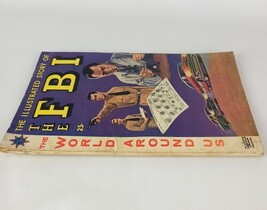 THE ILLUSTRATED STORY OF
THE
FBI
25
THE WORLD AROUND US